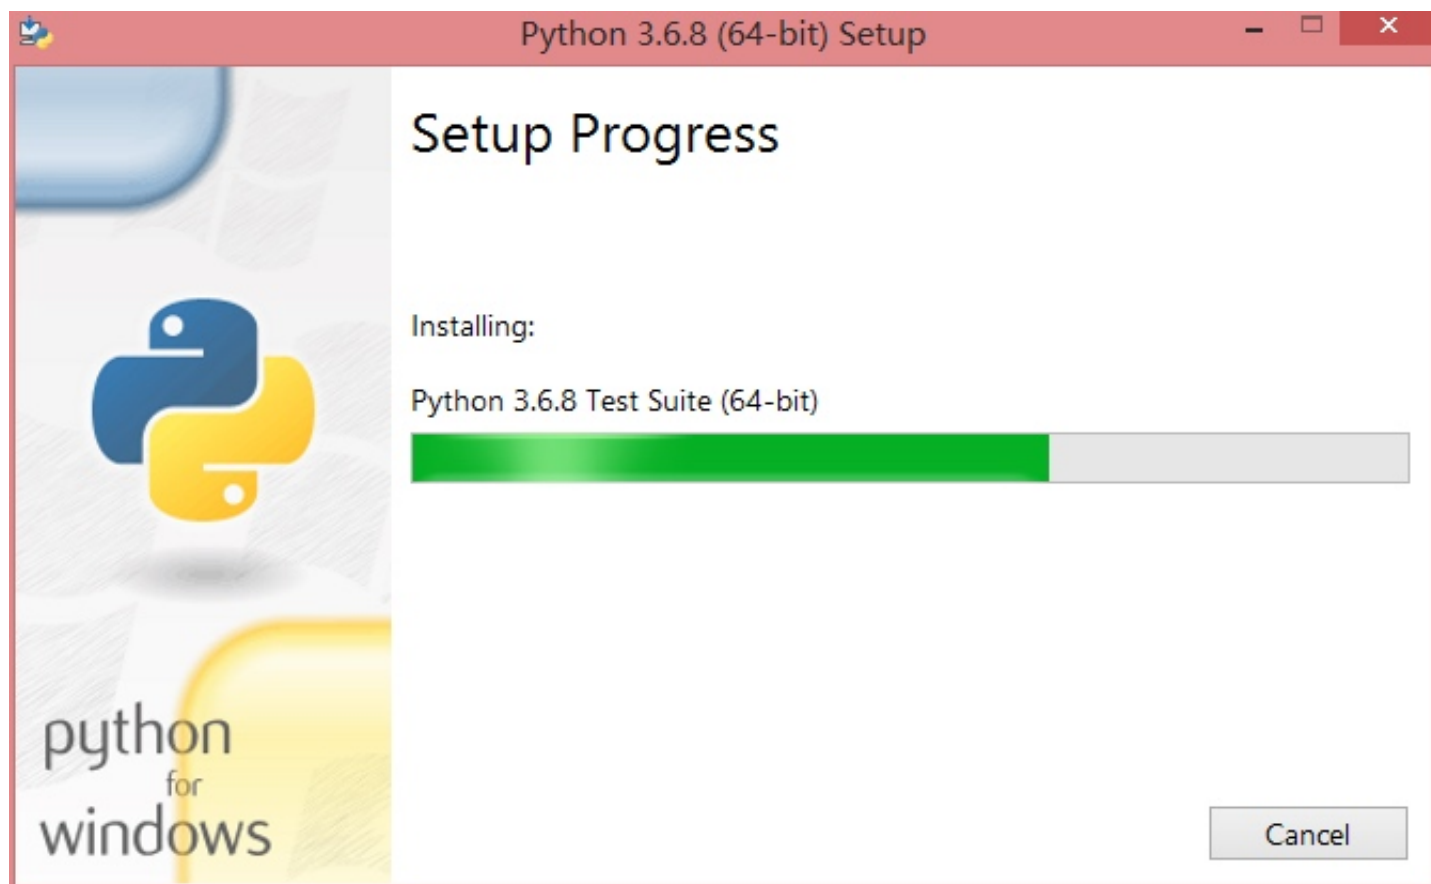 Python 3.6.8 (64-bit) Setup
Setup Progress
Installing:
Python 3.6.8 Test Suite (64-bit)
python
for
windows
Cancel